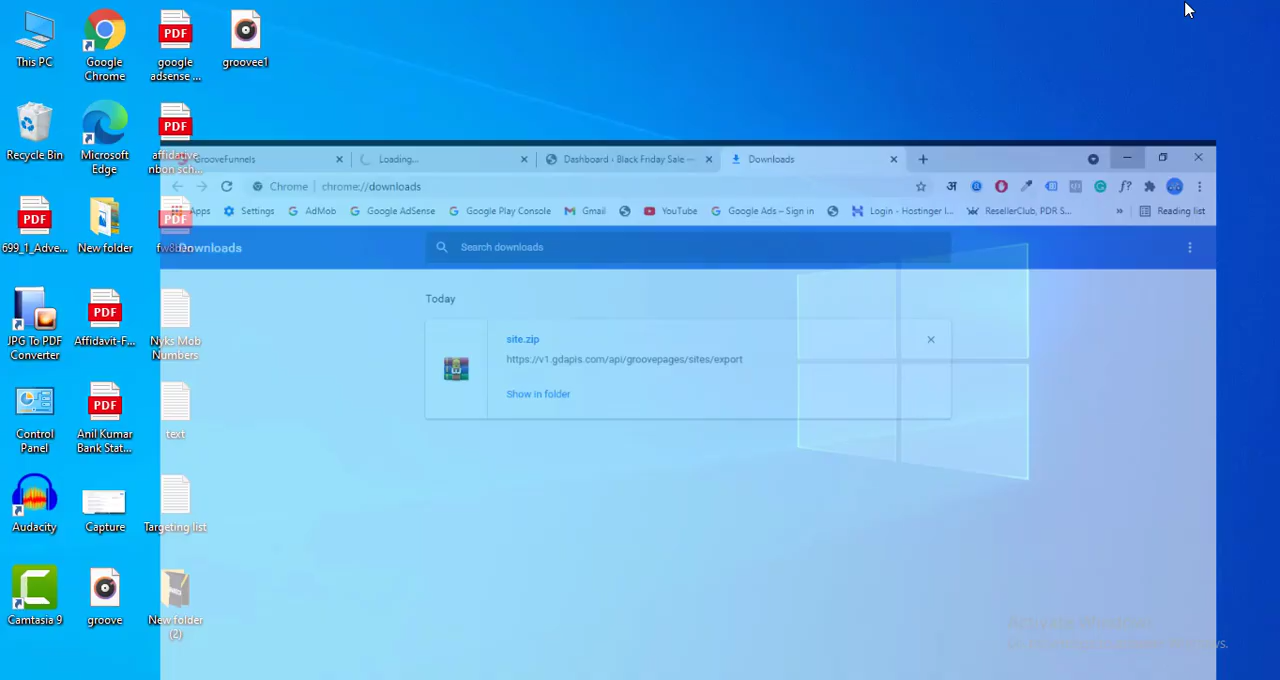 This PC
Google
Chrome
google
adsense ...
groovee1
Recycle Bin
Microsoft
Edge
affidative
nbon sch...
699_1_Adve...
New folder
JPG To PDF
Converter
Affidavit-F...
Nyks Mob
Numbers
Control
Panel
Anil Kumar
Bank Stat...
text
Audacity
Capture
Targeting list
Camtasia 9
groove
New folder
(2)
GrooveFunnels
Loading...
Dashboard ‹ Black Friday Sale —
Downloads
Chrome
chrome://downloads
Apps
Settings
AdMob
Google AdSense
Google Play Console
Gmail
YouTube
Google Ads – Sign in
Login - Hostinger I...
ResellerClub, PDR S...
»
Reading list
Downloads
Search downloads
Today
site.zip
https://v1.gdapis.com/api/groovepages/sites/export
Show in folder